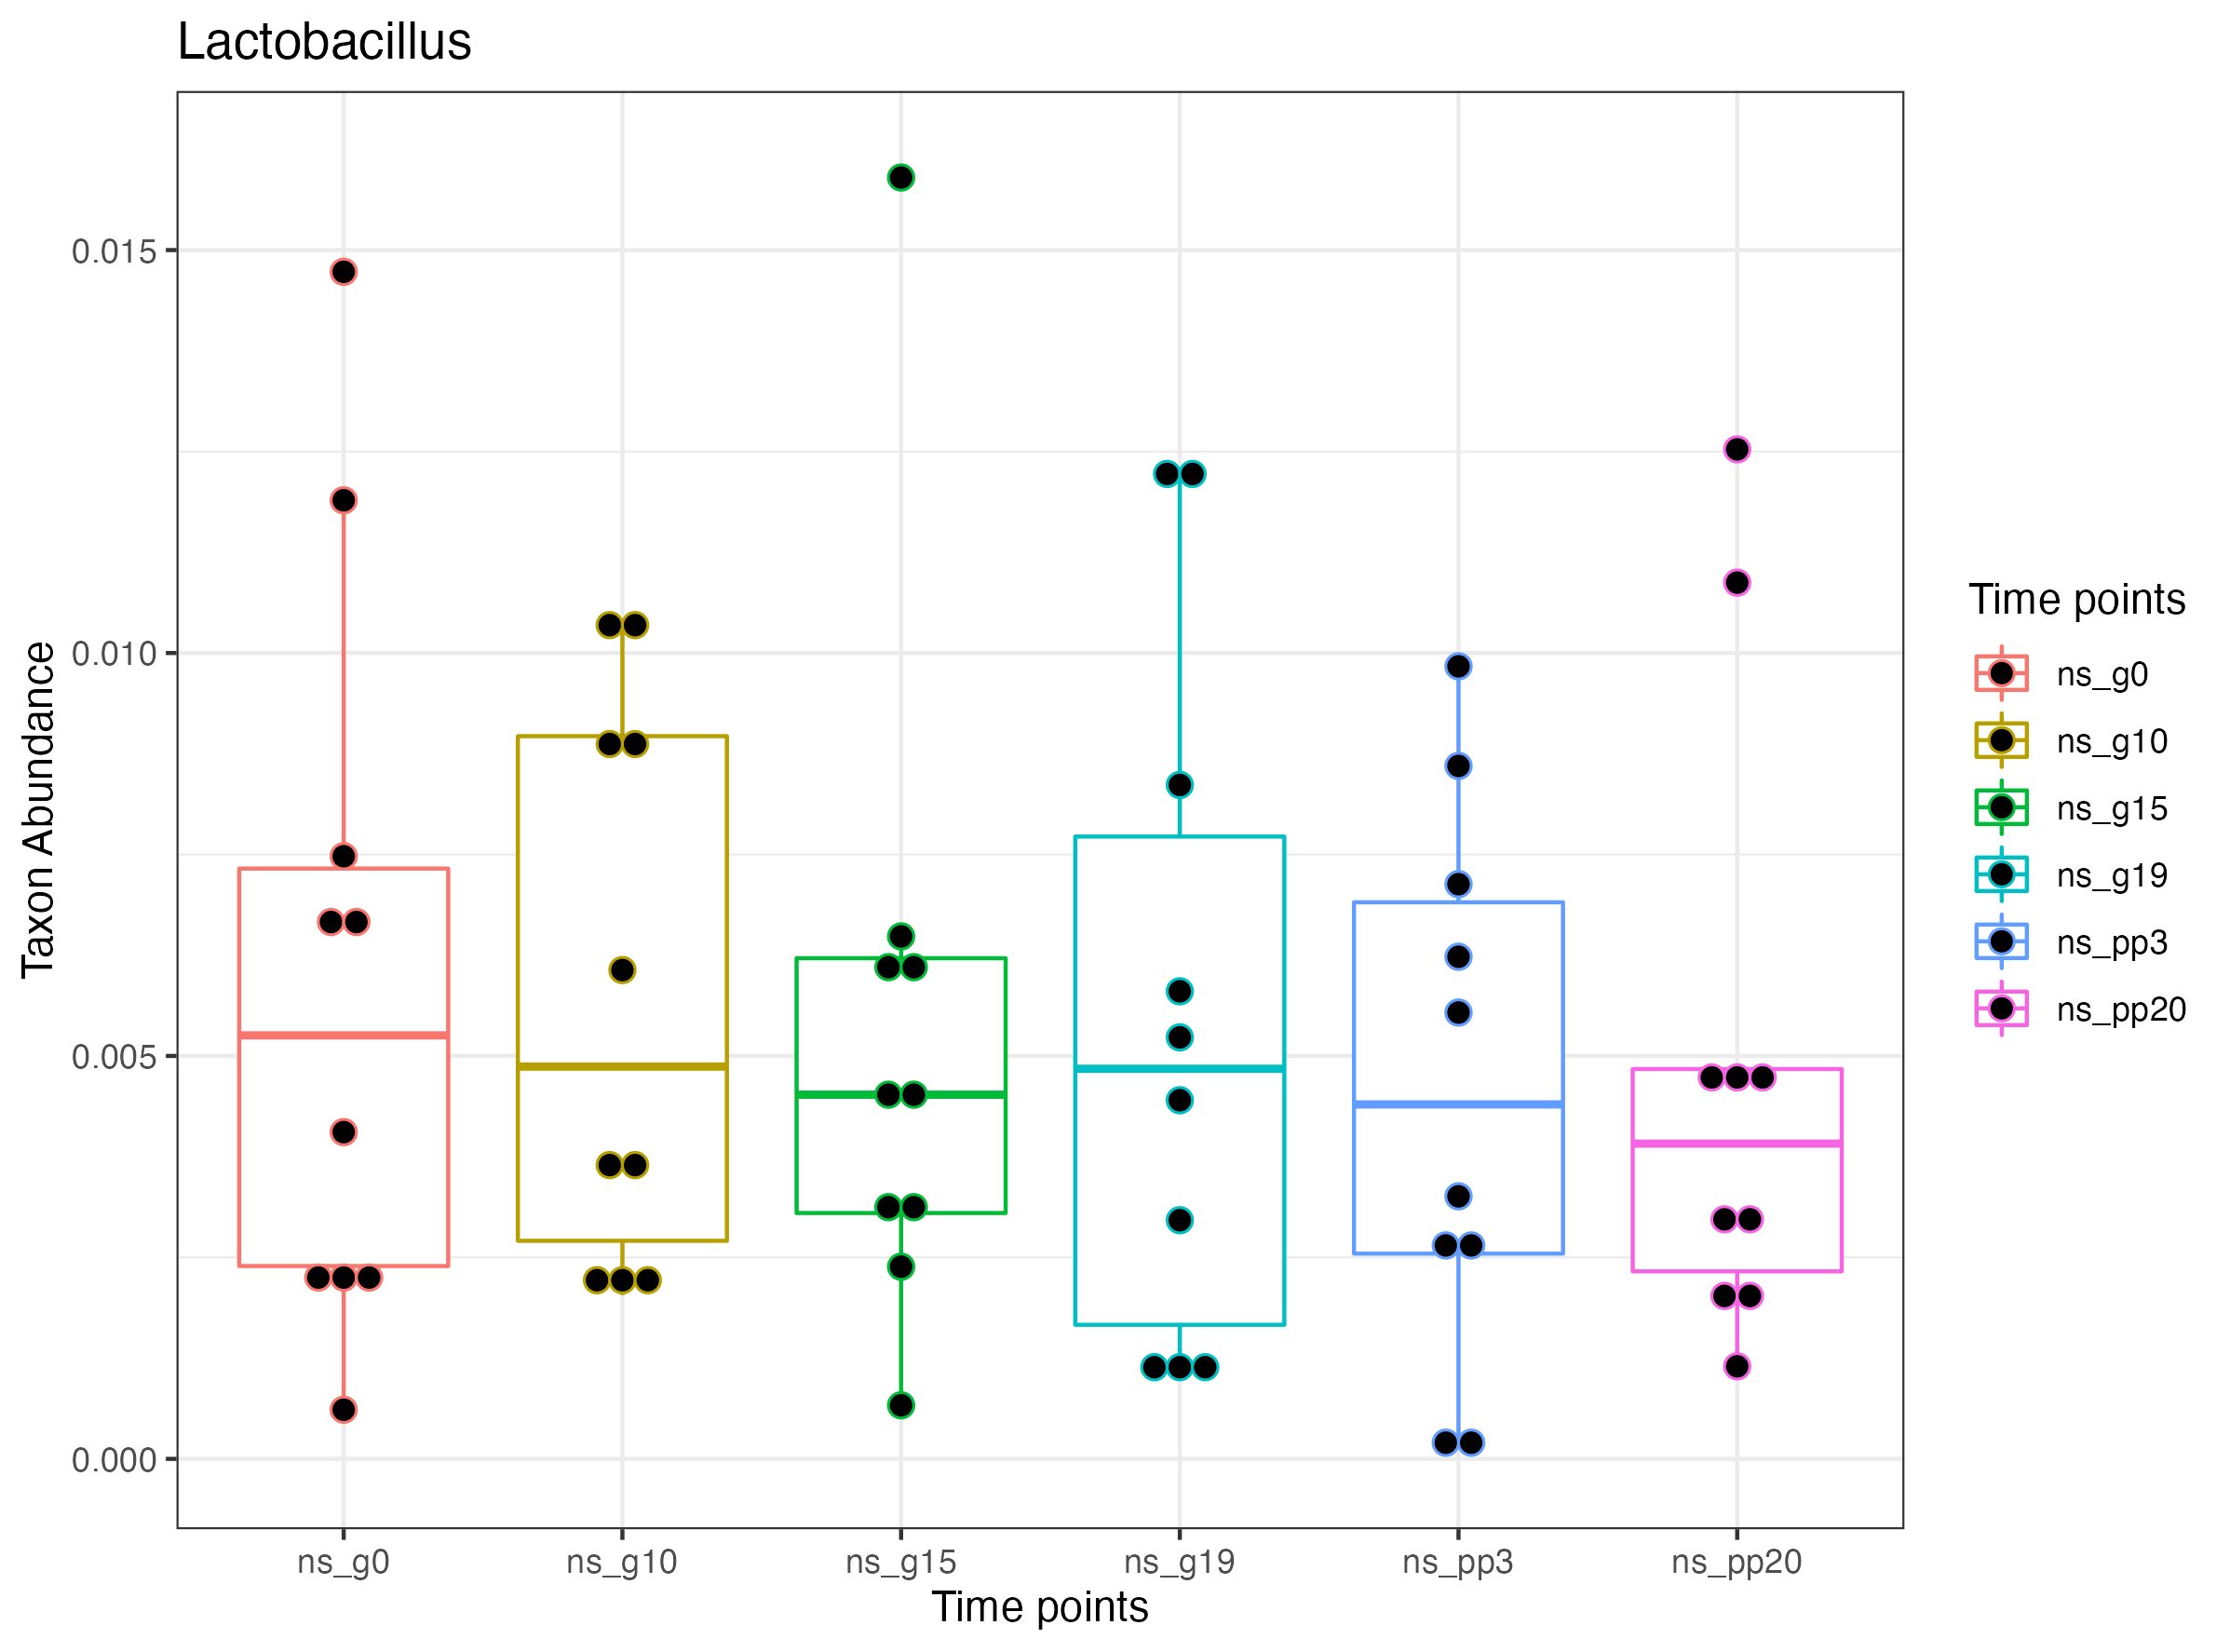 Lactobacillus
Taxon Abundance
0.015
0.010
0.005
0.000
ns_g0 ns_g10 ns_g15 ns_g19 ns_pp3 ns_pp20
Time points
Time points
ns_g0
ns_g10
ns_g15
ns_g19
ns_pp3
ns_pp20